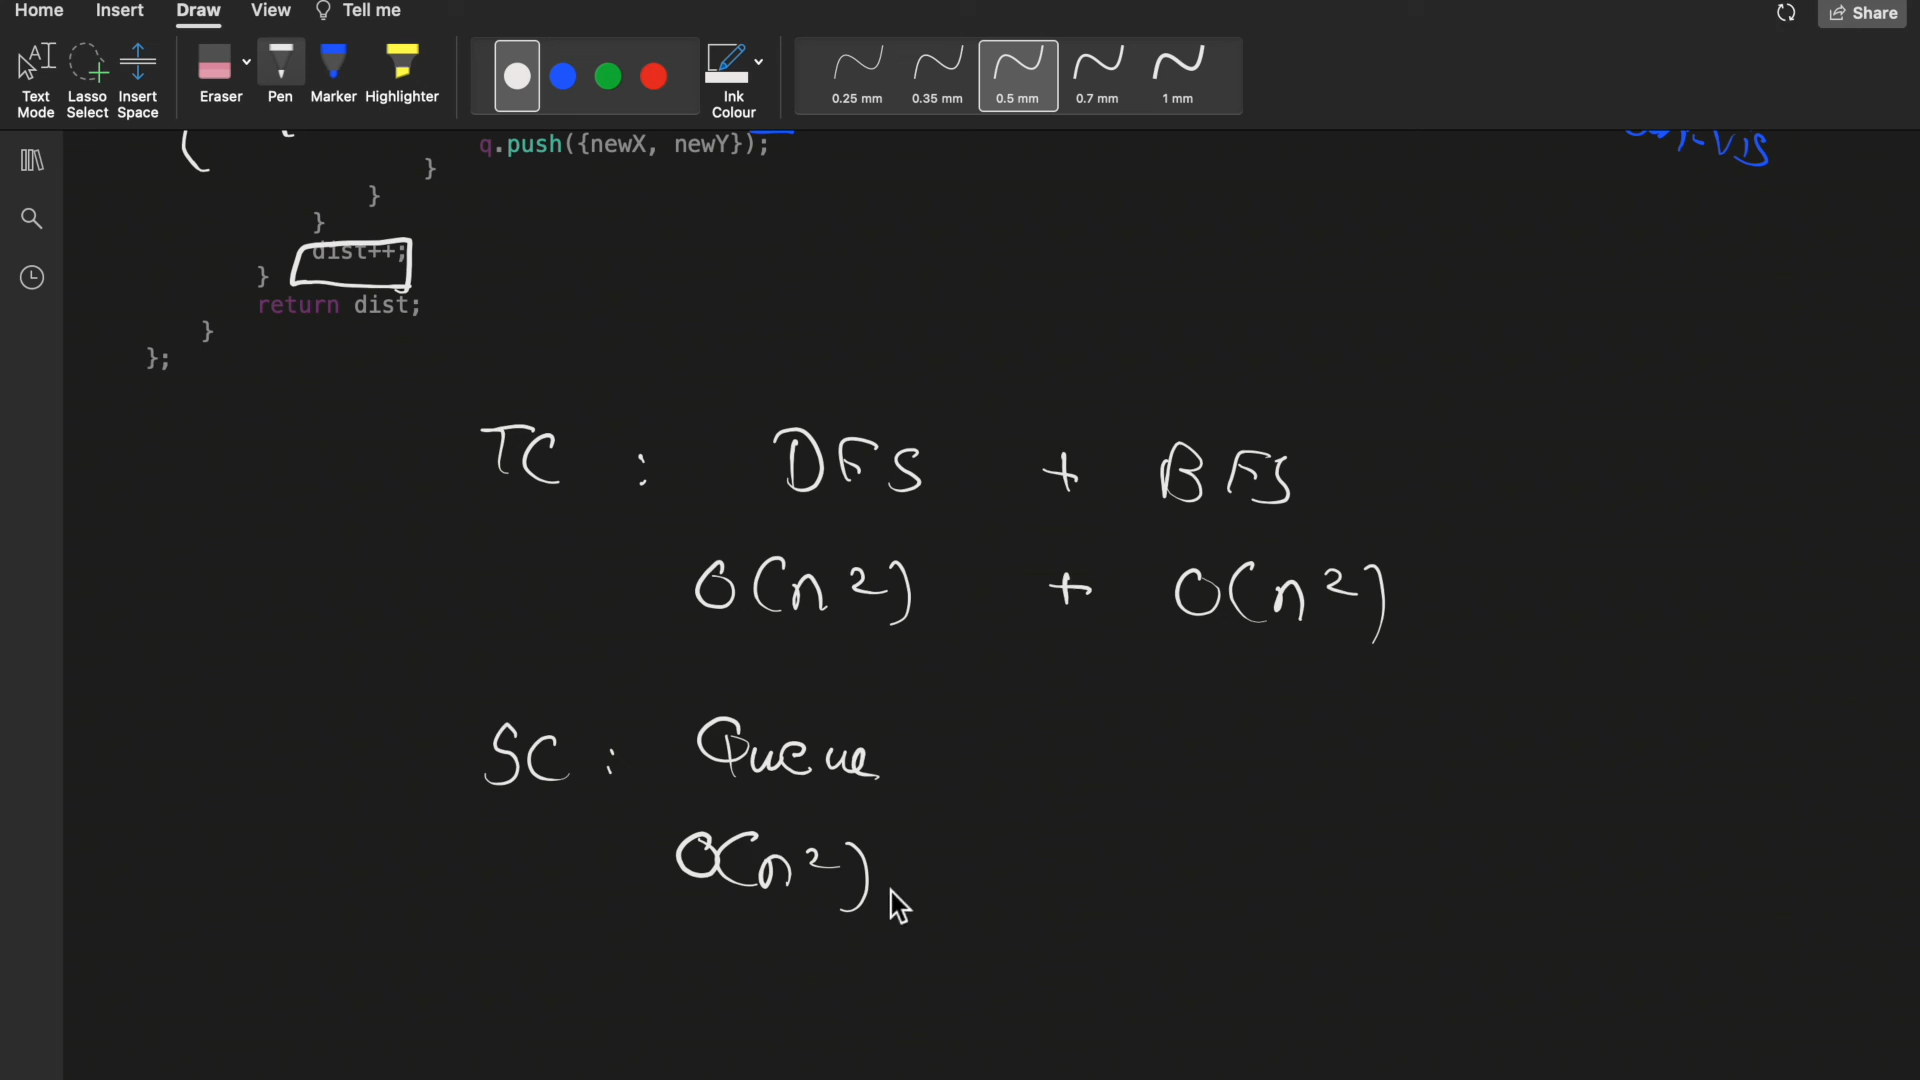 Home Insert Draw View Tell me
Share
Text Mode
Lasso Select
Insert Space
Eraser
Pen
Marker
Highlighter
Ink Colour
0.25 mm
0.35 mm
0.5 mm
0.7 mm
1 mm
q.push({newX, newY});
}
}
}
dist++;
}
return dist;
}
};
TC : DFS + BFS
O(n²) + O(n²)
SC : Queue
O(n²)